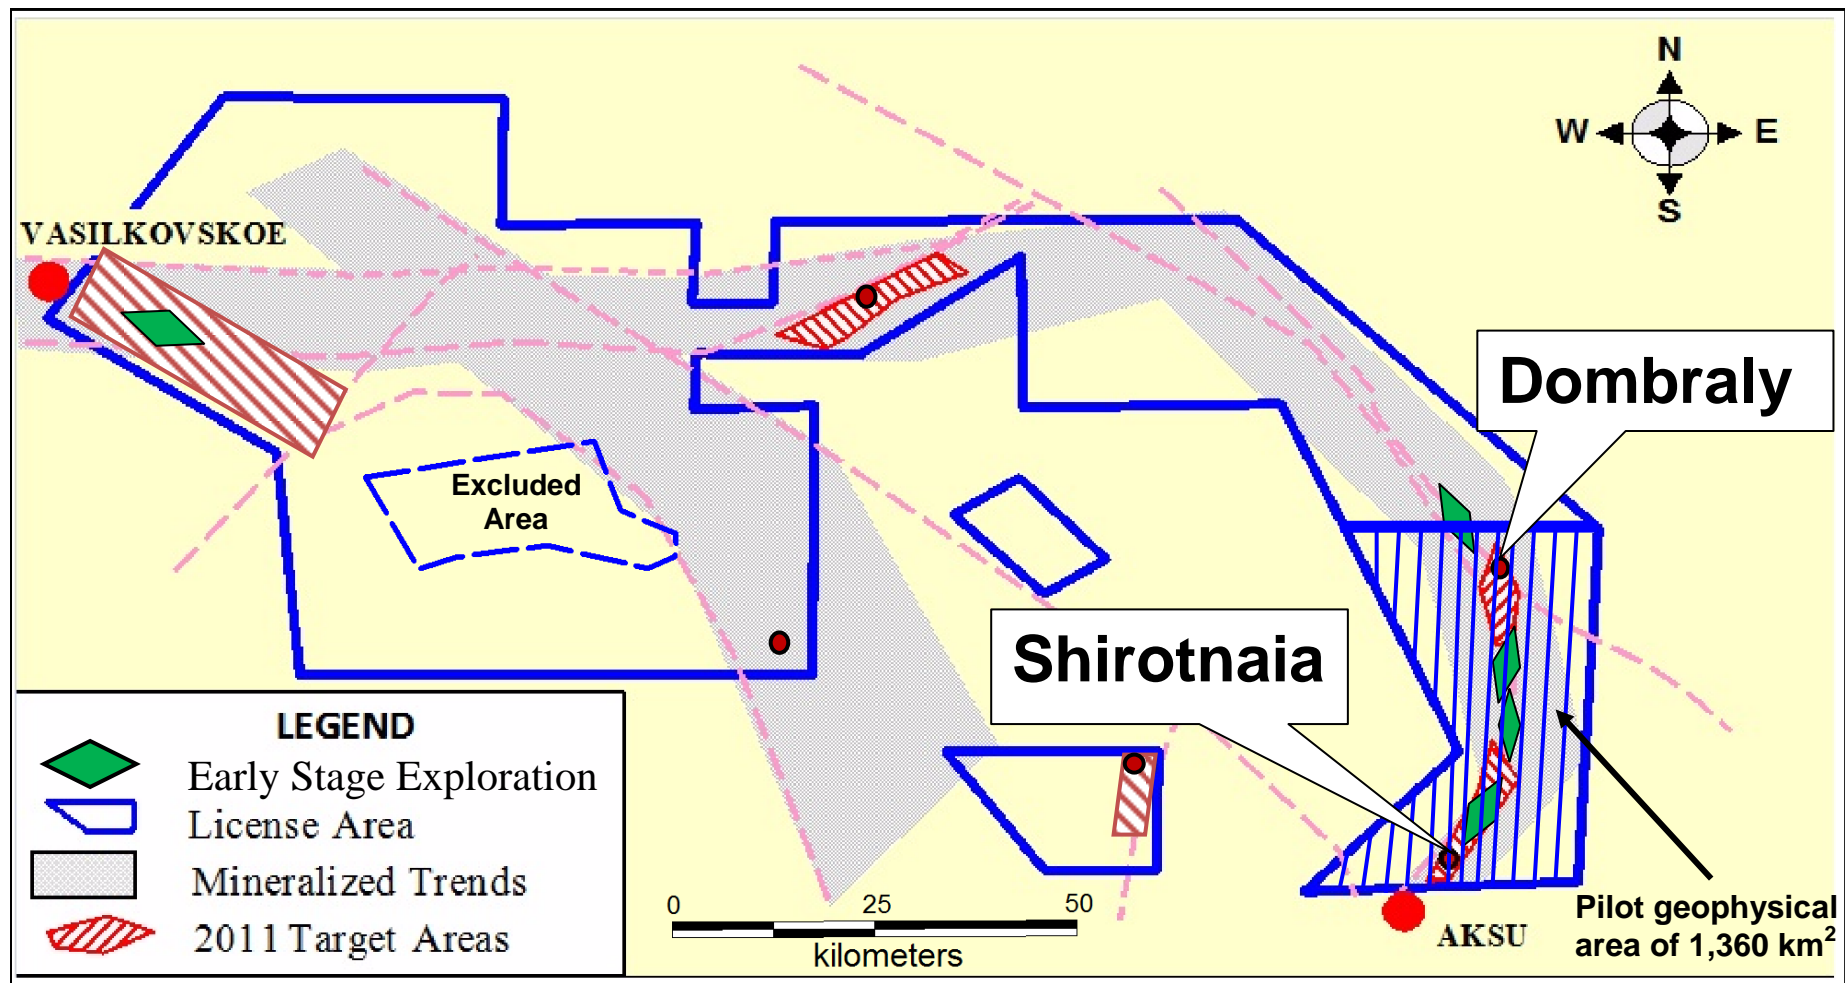 N
W E
S
VASILKOVSKOE
Dombraly
Excluded
Area
Shirotnaia
LEGEND
Early Stage Exploration
License Area
Mineralized Trends
2011 Target Areas
0 25 50
kilometers
AKSU
Pilot geophysical
area of 1,360 km²